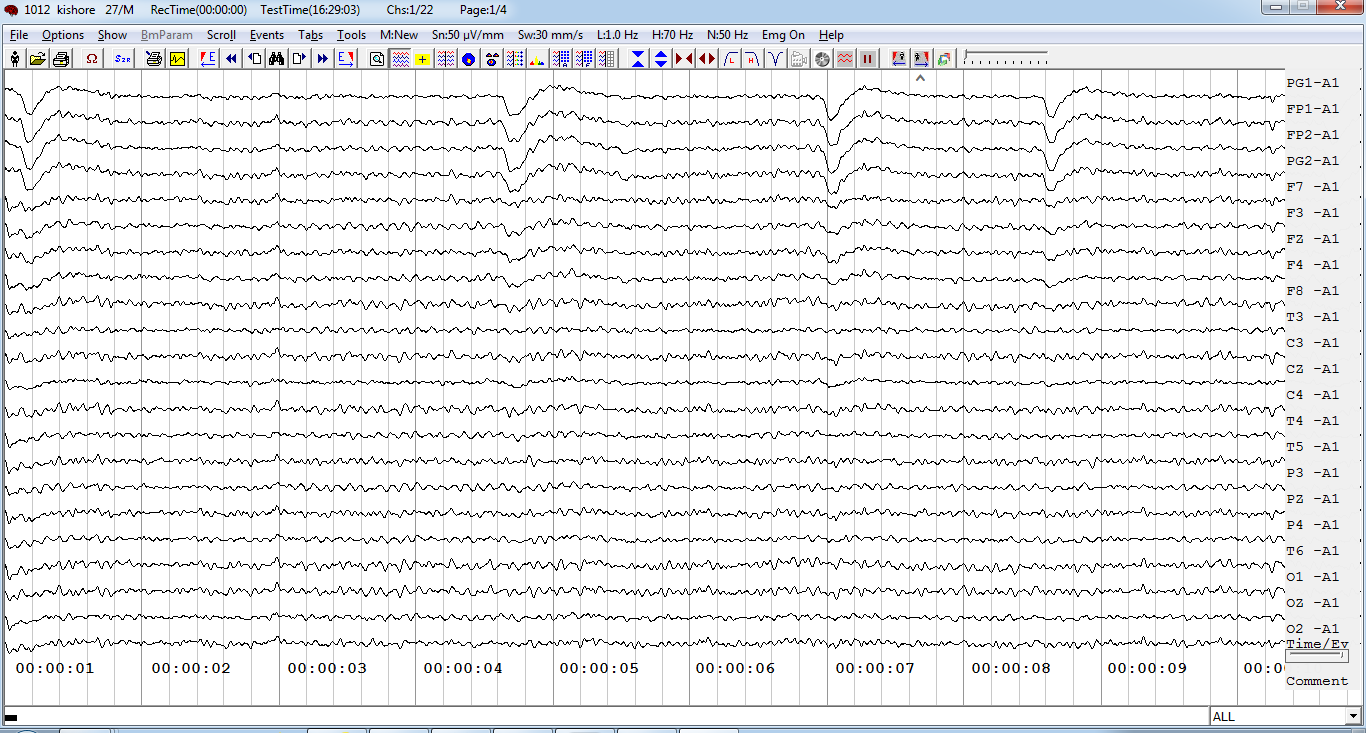 1012 kishore 27/M RecTime(00:00:00) TestTime(16:29:03) Chs:1/22 Page:1/4
File Options Show BmParam Scroll Events Tabs Tools M:New Sn:50 µV/mm Sw:30 mm/s L:1.0 Hz H:70 Hz N:50 Hz Emg On Help
PG1-A1
FP1-A1
FP2-A1
PG2-A1
F7 -A1
F3 -A1
FZ -A1
F4 -A1
F8 -A1
T3 -A1
C3 -A1
CZ -A1
C4 -A1
T4 -A1
T5 -A1
P3 -A1
PZ -A1
P4 -A1
T6 -A1
O1 -A1
OZ -A1
O2 -A1
Time/Ev
00:00:01 00:00:02 00:00:03 00:00:04 00:00:05 00:00:06 00:00:07 00:00:08 00:00:09 00:0
Comment
ALL